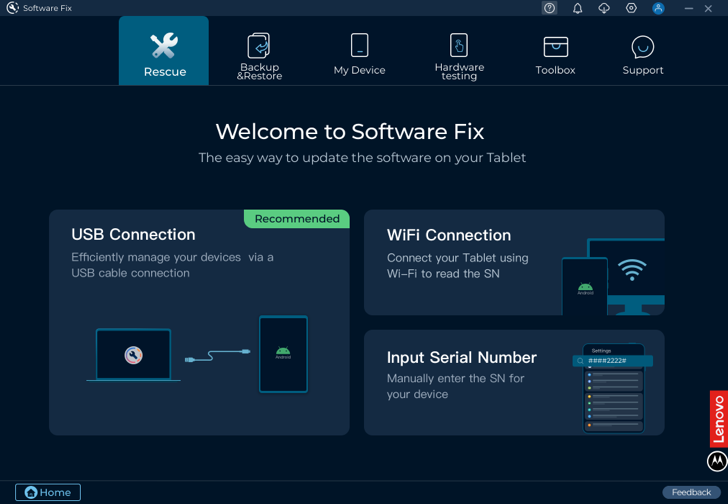 Software Fix
Rescue
Backup
&Restore
My Device
Hardware
testing
Toolbox
Support
Welcome to Software Fix
The easy way to update the software on your Tablet
Recommended
USB Connection
Efficiently manage your devices via a
USB cable connection
Android
WiFi Connection
Connect your Tablet using
Wi-Fi to read the SN
Android
Input Serial Number
Manually enter the SN for
your device
Settings
####2222#
Lenovo
Home
Feedback